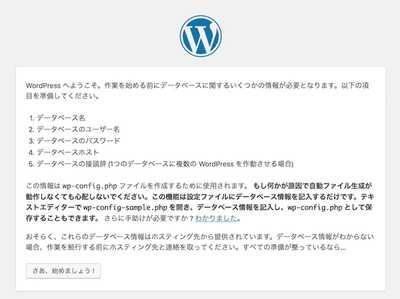 WordPress へようこそ。作業を始める前にデータベースに関するいくつかの情報が必要となります。以下の項
目を準備してください。
1. データベース名
2. データベースのユーザー名
3. データベースのパスワード
4. データベースホスト
5. データベースの接頭辞 (1つのデータベースに複数の WordPress を作動させる場合)
この情報は wp-config.php ファイルを作成するために使用されます。 もし何かが原因で自動ファイル生成が
動作しなくても心配しないでください。この機能は設定ファイルにデータベース情報を記入するだけです。テキ
ストエディターで wp-config-sample.php を開き、データベース情報を記入し、wp-config.php として保
存することもできます。 さらに手助けが必要ですか ? わかりました。
おそらく、これらのデータベース情報はホスティング先から提供されています。データベース情報がわからない
場合、作業を続行する前にホスティング先と連絡を取ってください。すべての準備が整っているなら...
さあ、始めましょう !